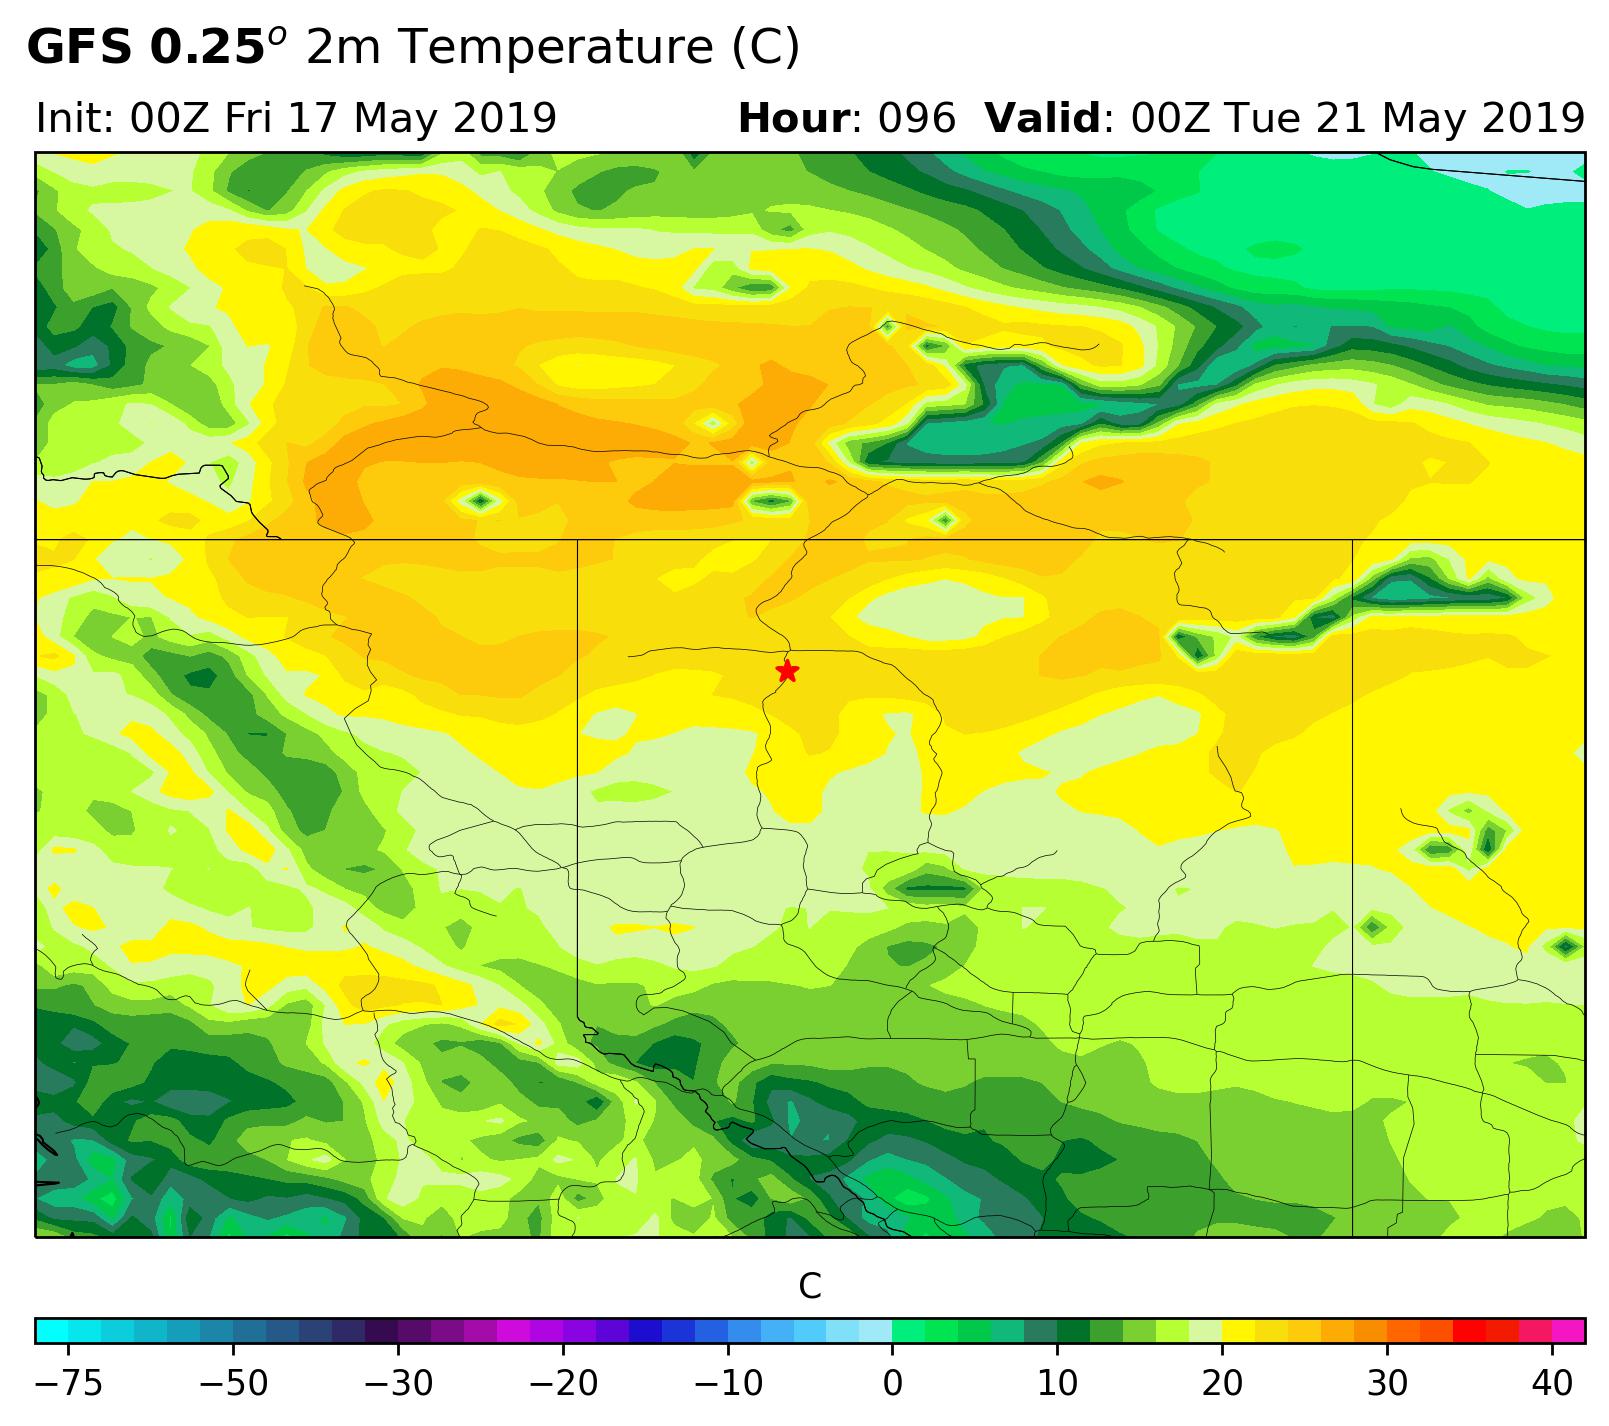 GFS 0.25° 2m Temperature (C)
Init: 00Z Fri 17 May 2019 Hour: 096 Valid: 00Z Tue 21 May 2019
C
−75 −50 −30 −20 −10 0 10 20 30 40